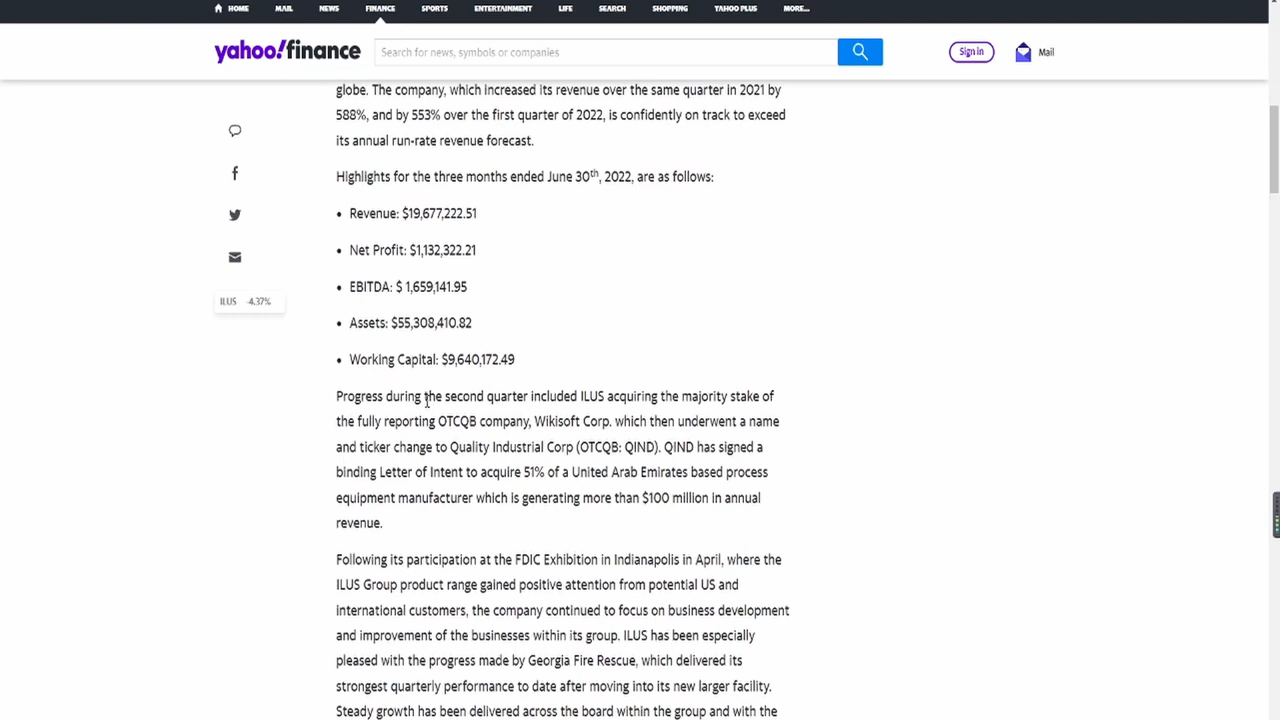 HOME MAIL NEWS FINANCE SPORTS ENTERTAINMENT LIFE SEARCH SHOPPING YAHOO PLUS MORE...
yahoo!finance Search for news, symbols or companies Sign in Mail
globe. The company, which increased its revenue over the same quarter in 2021 by
588%, and by 553% over the first quarter of 2022, is confidently on track to exceed
its annual run-rate revenue forecast.
Highlights for the three months ended June 30th, 2022, are as follows:
• Revenue: $19,677,222.51
• Net Profit: $1,132,322.21
• EBITDA: $ 1,659,141.95
ILUS -4.37%
• Assets: $55,308,410.82
• Working Capital: $9,640,172.49
Progress during the second quarter included ILUS acquiring the majority stake of
the fully reporting OTCQB company, Wikisoft Corp. which then underwent a name
and ticker change to Quality Industrial Corp (OTCQB: QIND). QIND has signed a
binding Letter of Intent to acquire 51% of a United Arab Emirates based process
equipment manufacturer which is generating more than $100 million in annual
revenue.
Following its participation at the FDIC Exhibition in Indianapolis in April, where the
ILUS Group product range gained positive attention from potential US and
international customers, the company continued to focus on business development
and improvement of the businesses within its group. ILUS has been especially
pleased with the progress made by Georgia Fire Rescue, which delivered its
strongest quarterly performance to date after moving into its new larger facility.
Steady growth has been delivered across the board within the group and with the